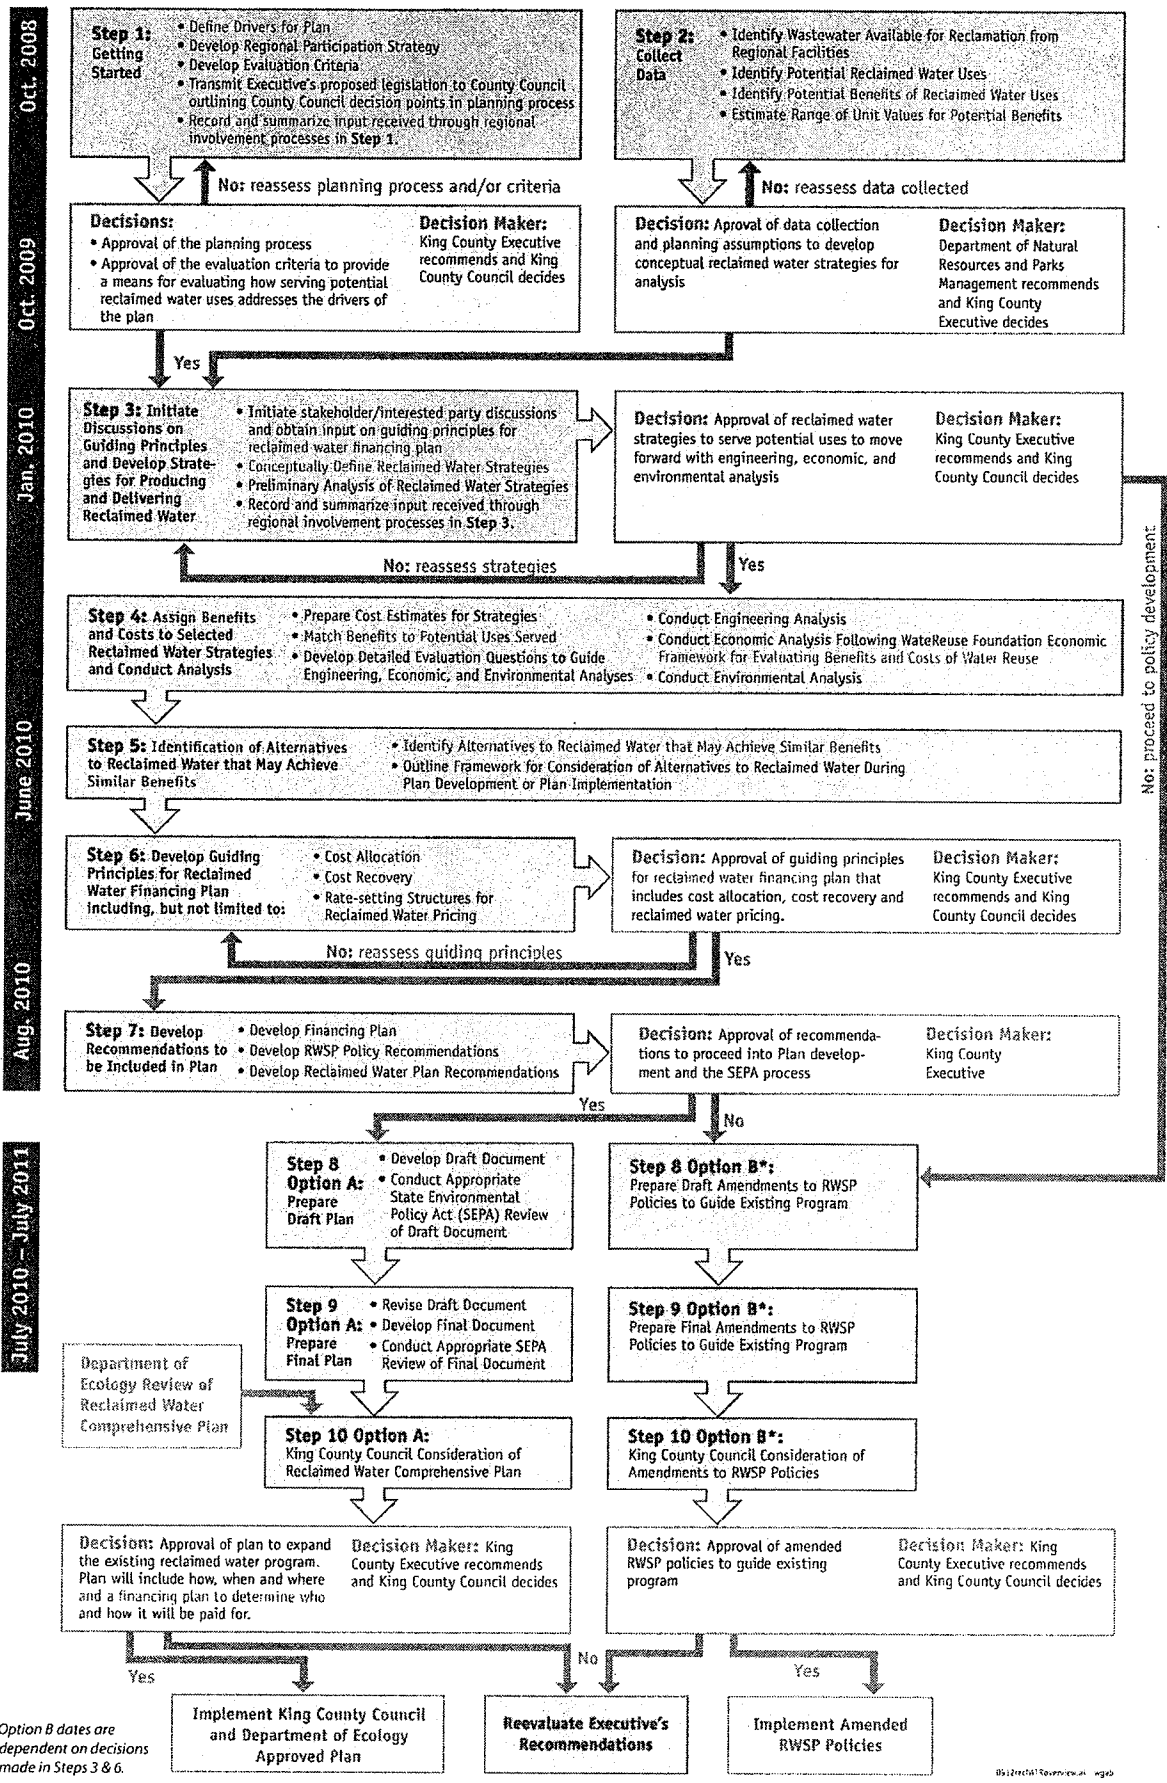 Oct. 2008
Step 1:
Getting
Started
• Define Drivers for Plan
• Develop Regional Participation Strategy
• Develop Evaluation Criteria
• Transmit Executive's proposed legislation to County Council
outlining County Council decision points in planning process
• Record and summarize input received through regional
involvement processes in Step 1.
Step 2:
Collect
Data
• Identify Wastewater Available for Reclamation from
Regional Facilities
• Identify Potential Reclaimed Water Uses
• Identify Potential Benefits of Reclaimed Water Uses
• Estimate Range of Unit Values for Potential Benefits
No: reassess planning process and/or criteria
No: reassess data collected
Oct. 2009
Decisions:
• Approval of the planning process
• Approval of the evaluation criteria to provide
a means for evaluating how serving potential
reclaimed water uses addresses the drivers of
the plan
Decision Maker:
King County Executive
recommends and King
County Council decides
Decision: Aproval of data collection
and planning assumptions to develop
conceptual reclaimed water strategies for
analysis
Decision Maker:
Department of Natural
Resources and Parks
Management recommends
and King County
Executive decides
Yes
Jan. 2010
Step 3: Initiate
Discussions on
Guiding Principles
and Develop Strate-
gies for Producing
and Delivering
Reclaimed Water
• Initiate stakeholder/interested party discussions
and obtain input on guiding principles for
reclaimed water financing plan
• Conceptually Define Reclaimed Water Strategies
• Preliminary Analysis of Reclaimed Water Strategies
• Record and summarize input received through
regional involvement processes in Step 3.
Decision: Approval of reclaimed water
strategies to serve potential uses to move
forward with engineering, economic, and
environmental analysis
Decision Maker:
King County Executive
recommends and King
County Council decides
No: reassess strategies
Yes
No: proceed to policy development
Step 4: Assign Benefits
and Costs to Selected
Reclaimed Water Strategies
and Conduct Analysis
• Prepare Cost Estimates for Strategies
• Match Benefits to Potential Uses Served
• Develop Detailed Evaluation Questions to Guide
Engineering, Economic, and Environmental Analyses
• Conduct Engineering Analysis
• Conduct Economic Analysis Following WateReuse Foundation Economic
Framework for Evaluating Benefits and Costs of Water Reuse
• Conduct Environmental Analysis
June 2010
Step 5: Identification of Alternatives
to Reclaimed Water that May Achieve
Similar Benefits
• Identify Alternatives to Reclaimed Water that May Achieve Similar Benefits
• Outline Framework for Consideration of Alternatives to Reclaimed Water During
Plan Development or Plan Implementation
Step 6: Develop Guiding
Principles for Reclaimed
Water Financing Plan
including, but not limited to:
• Cost Allocation
• Cost Recovery
• Rate-setting Structures for
Reclaimed Water Pricing
Decision: Approval of guiding principles
for reclaimed water financing plan that
includes cost allocation, cost recovery and
reclaimed water pricing.
Decision Maker:
King County Executive
recommends and King
County Council decides
No: reassess guiding principles
Yes
Aug. 2010
Step 7: Develop
Recommendations to
be Included in Plan
• Develop Financing Plan
• Develop RWSP Policy Recommendations
• Develop Reclaimed Water Plan Recommendations
Decision: Approval of recommenda-
tions to proceed into Plan develop-
ment and the SEPA process
Decision Maker:
King County
Executive
Yes
No
July 2010 – July 2011
Step 8
Option A:
Prepare
Draft Plan
• Develop Draft Document
• Conduct Appropriate
State Environmental
Policy Act (SEPA) Review
of Draft Document
Step 8 Option B*:
Prepare Draft Amendments to RWSP
Policies to Guide Existing Program
Step 9
Option A:
Prepare
Final Plan
• Revise Draft Document
• Develop Final Document
• Conduct Appropriate SEPA
Review of Final Document
Step 9 Option B*:
Prepare Final Amendments to RWSP
Policies to Guide Existing Program
Department of
Ecology Review of
Reclaimed Water
Comprehensive Plan
Step 10 Option A:
King County Council Consideration of
Reclaimed Water Comprehensive Plan
Step 10 Option B*:
King County Council Consideration of
Amendments to RWSP Policies
Decision: Approval of plan to expand
the existing reclaimed water program.
Plan will include how, when and where
and a financing plan to determine who
and how it will be paid for.
Decision Maker: King
County Executive recommends
and King County Council decides
Decision: Approval of amended
RWSP policies to guide existing
program
Decision Maker: King
County Executive recommends
and King County Council decides
Yes
No
Yes
Implement King County Council
and Department of Ecology
Approved Plan
Reevaluate Executive's
Recommendations
Implement Amended
RWSP Policies
Option B dates are
dependent on decisions
made in Steps 3 & 6.